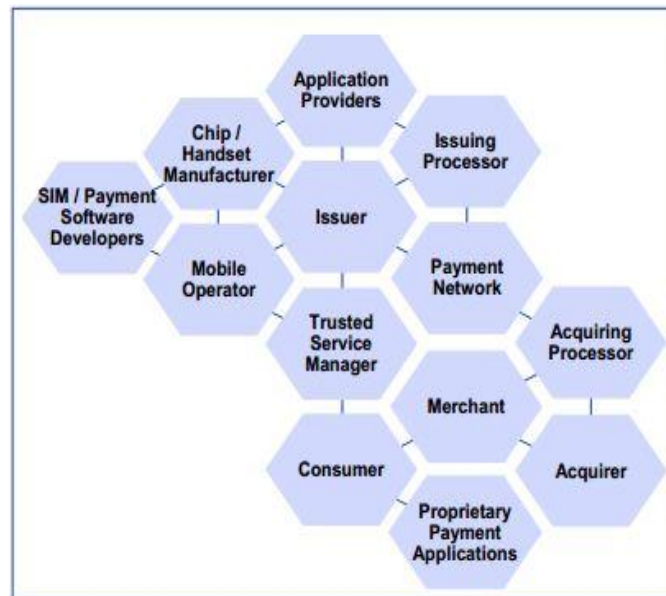 Application
Providers
Chip /
Handset
Manufacturer
Issuing
Processor
SIM / Payment
Software
Developers
Issuer
Mobile
Operator
Payment
Network
Trusted
Service
Manager
Acquiring
Processor
Merchant
Consumer
Acquirer
Proprietary
Payment
Applications